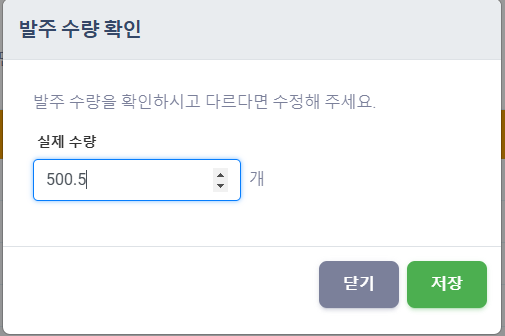 발주 수량 확인
발주 수량을 확인하시고 다르다면 수정해 주세요.
실제 수량
500.5 개
닫기 저장